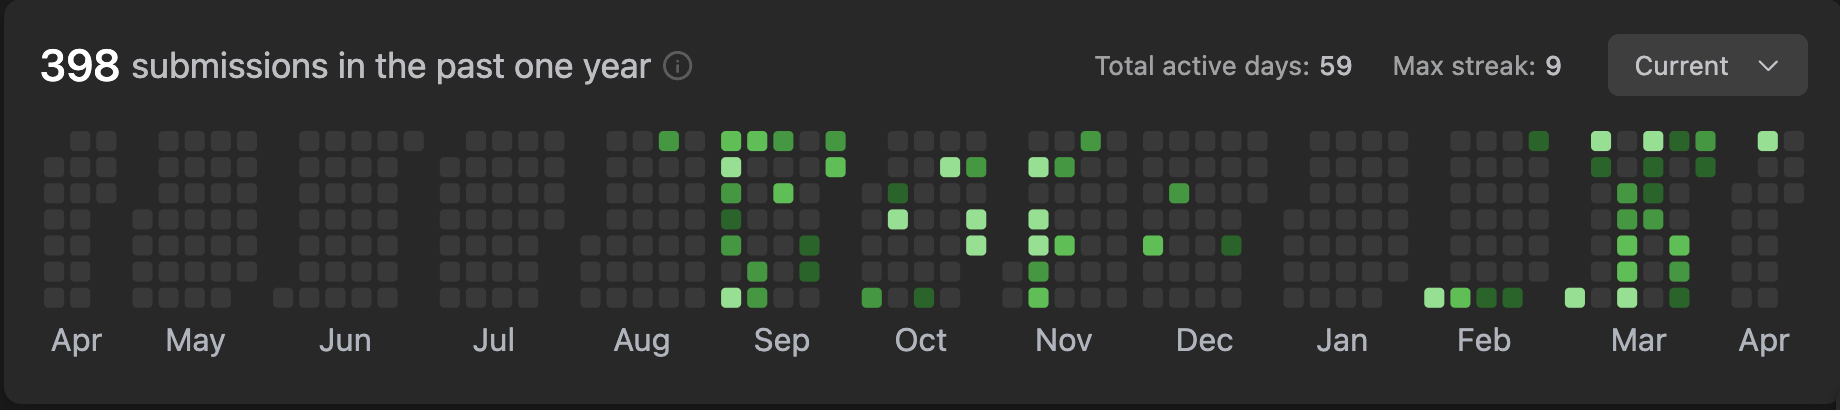 398 submissions in the past one year
Total active days: 59 Max streak: 9 Current
Apr May Jun Jul Aug Sep Oct Nov Dec Jan Feb Mar Apr